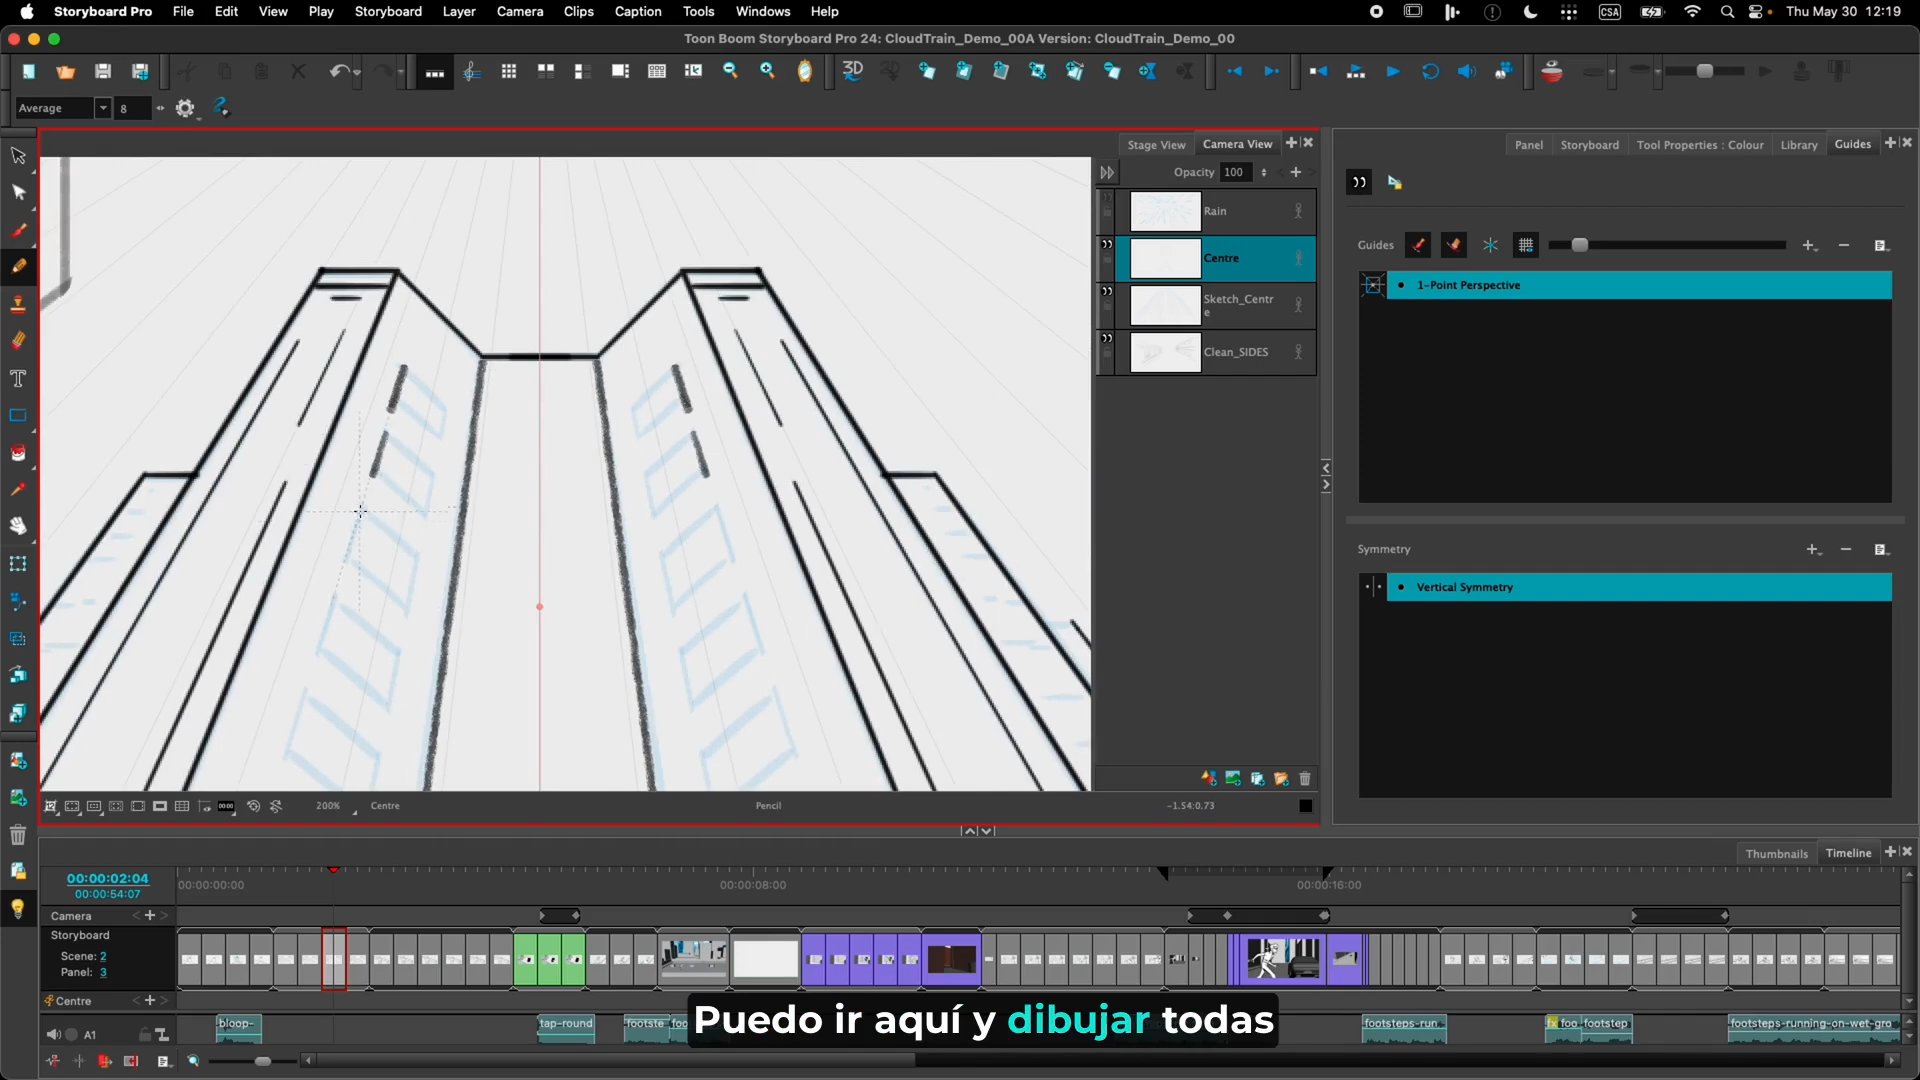 Storyboard Pro File Edit View Play Storyboard Layer Camera Clips Caption Tools Windows Help
CSA Thu May 30 12:19
Toon Boom Storyboard Pro 24: CloudTrain_Demo_00A Version: CloudTrain_Demo_00
3D
Average 8
Stage View Camera View
Opacity 100
Rain
Centre
Sketch_Centr
e
Clean_SIDES
Panel Storyboard Tool Properties : Colour Library Guides
Guides
1-Point Perspective
Symmetry
Vertical Symmetry
200% Centre Pencil -1.54:0.73
Thumbnails Timeline
00:00:02:04
00:00:54:07
00:00:00:00 00:00:08:00 00:00:16:00
Camera
Storyboard
Scene: 2
Panel: 3
Centre
A1
bloop- tap-round footste foo footsteps-run fx foo footstep footsteps-running-on-wet-gro
Puedo ir aquí y dibujar todas